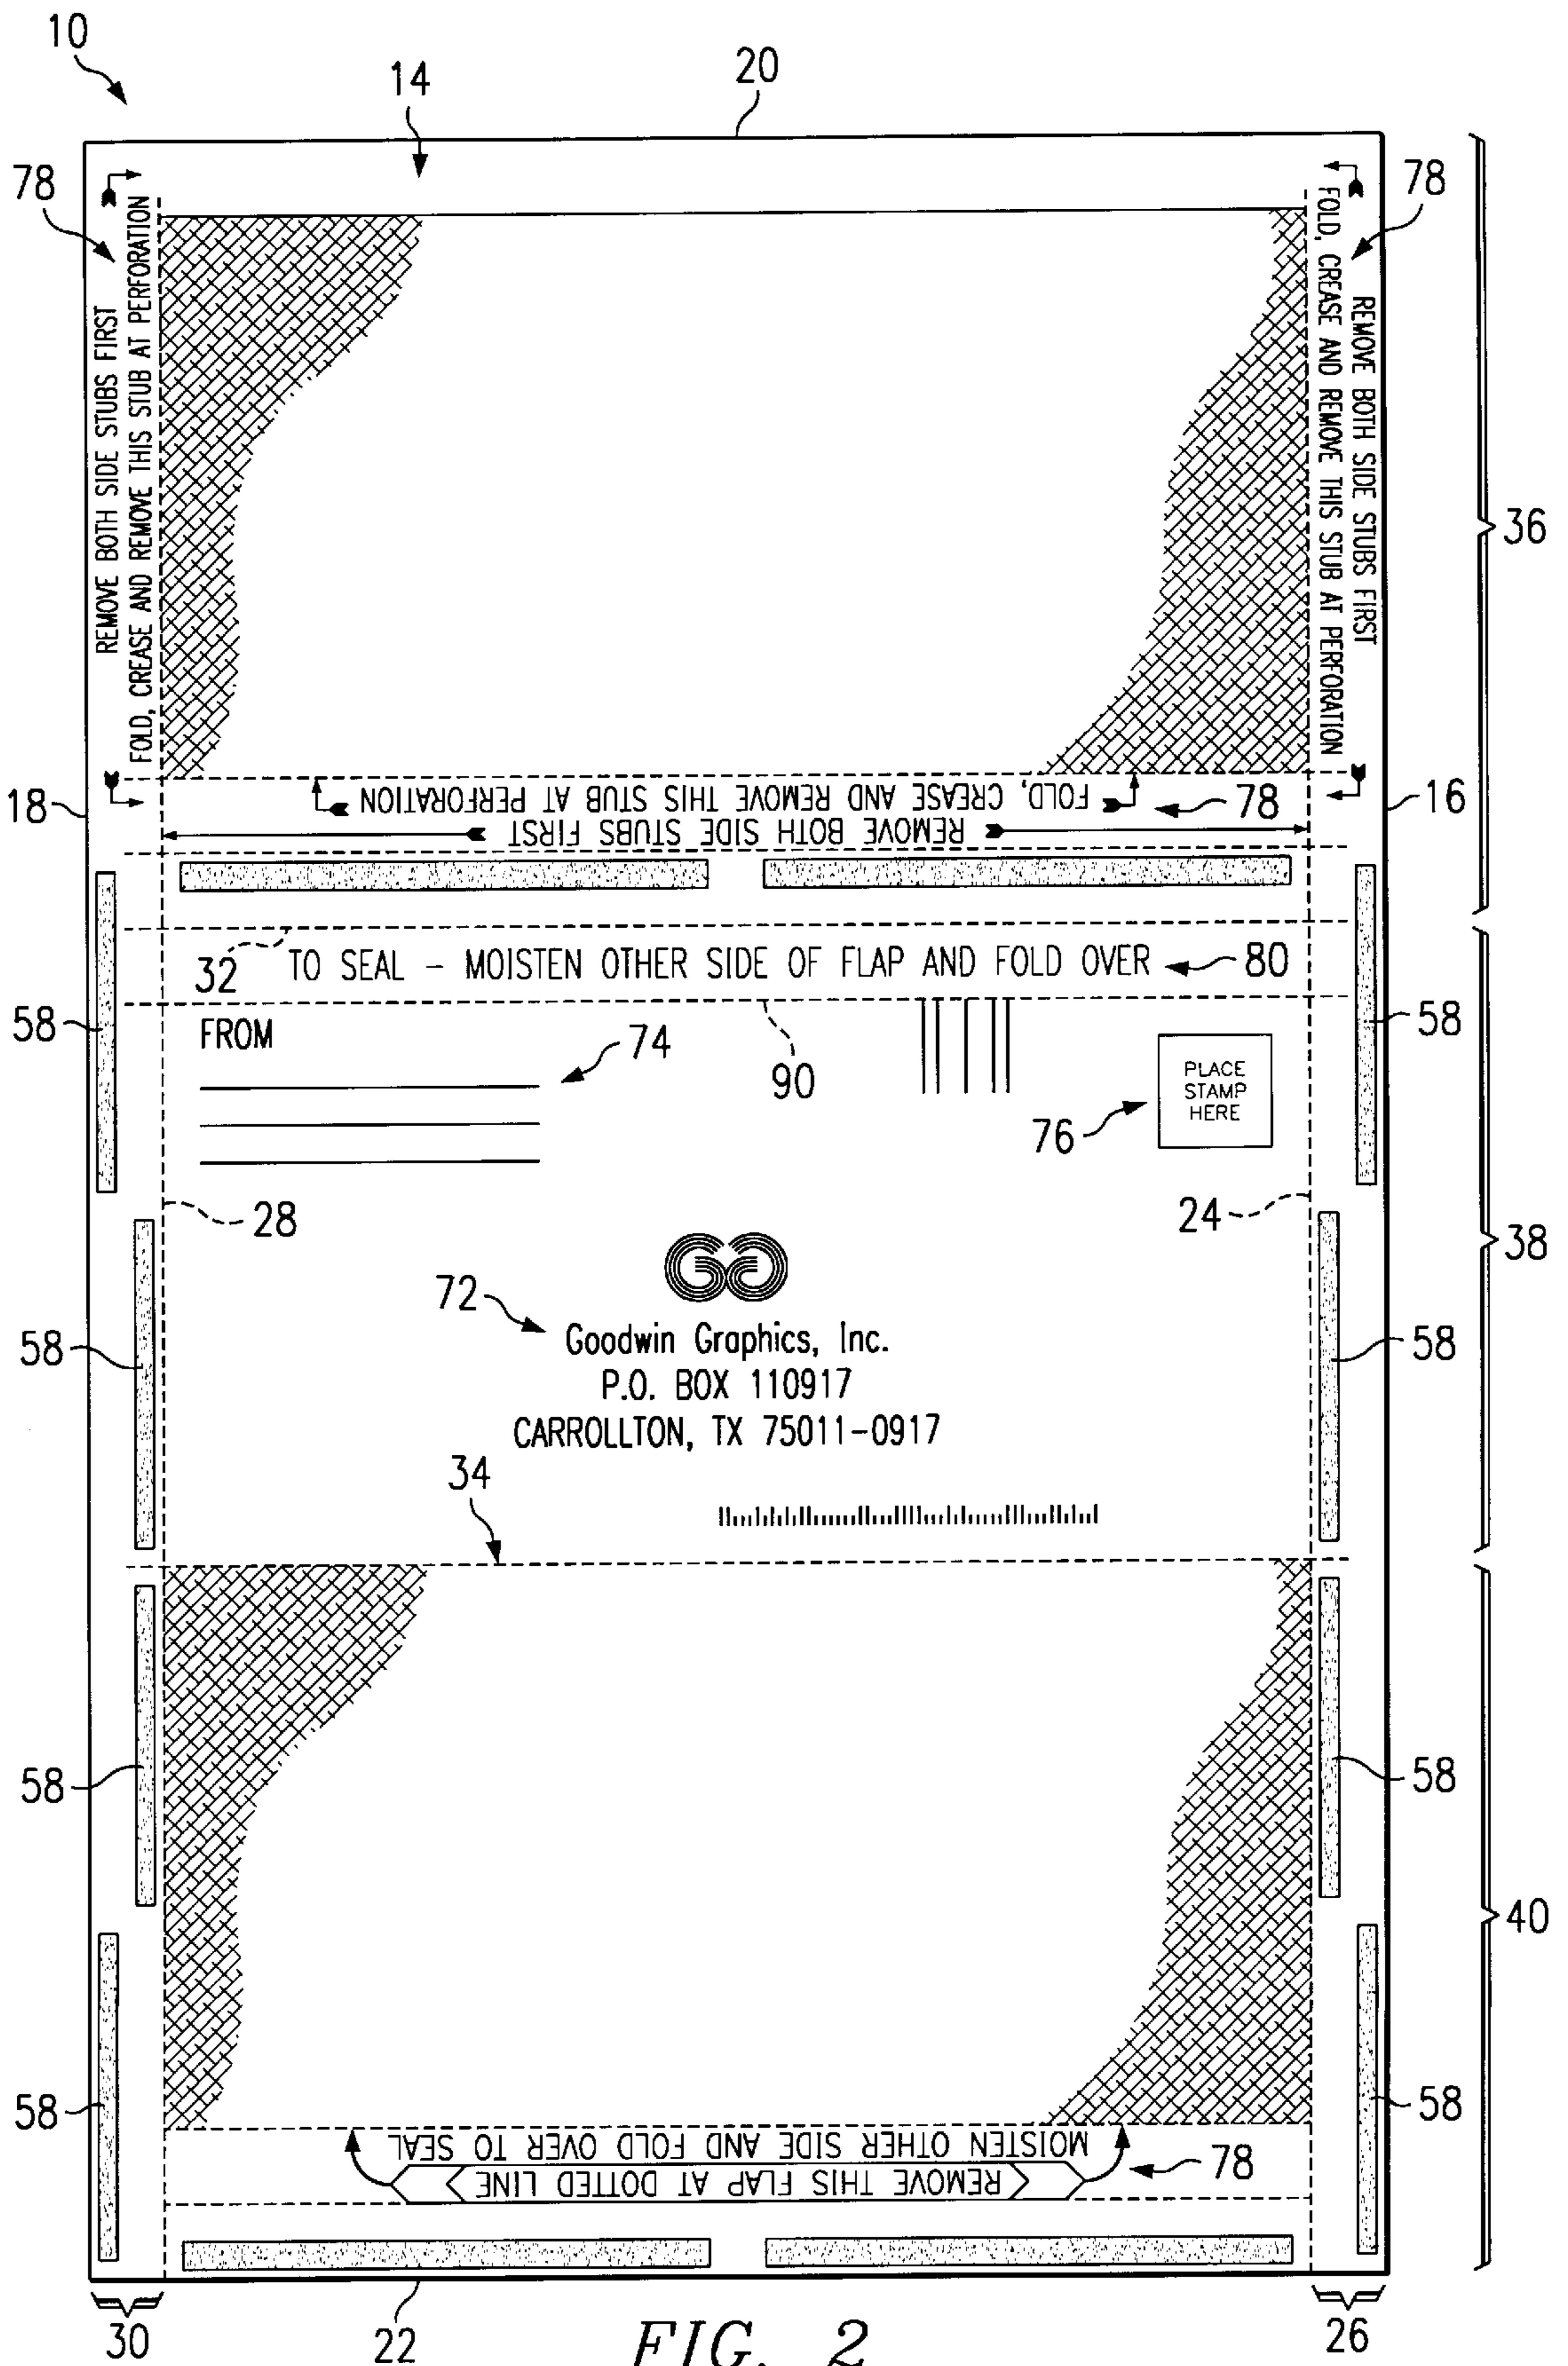 10
14
20
78
78
REMOVE BOTH SIDE STUBS FIRST
FOLD, CREASE AND REMOVE THIS STUB AT PERFORATION
FOLD, CREASE AND REMOVE THIS STUB AT PERFORATION
REMOVE BOTH SIDE STUBS FIRST
36
18
16
FOLD, CREASE AND REMOVE THIS STUB AT PERFORATION
78
REMOVE BOTH SIDE STUBS FIRST
32
TO SEAL - MOISTEN OTHER SIDE OF FLAP AND FOLD OVER
80
58
58
FROM
74
90
PLACE
STAMP
HERE
76
28
24
38
72
GG
Goodwin Graphics, Inc.
P.O. BOX 110917
CARROLLTON, TX 75011-0917
58
58
34
58
58
40
58
58
MOISTEN OTHER SIDE AND FOLD OVER TO SEAL
REMOVE THIS FLAP AT DOTTED LINE
78
30
22
26
FIG. 2